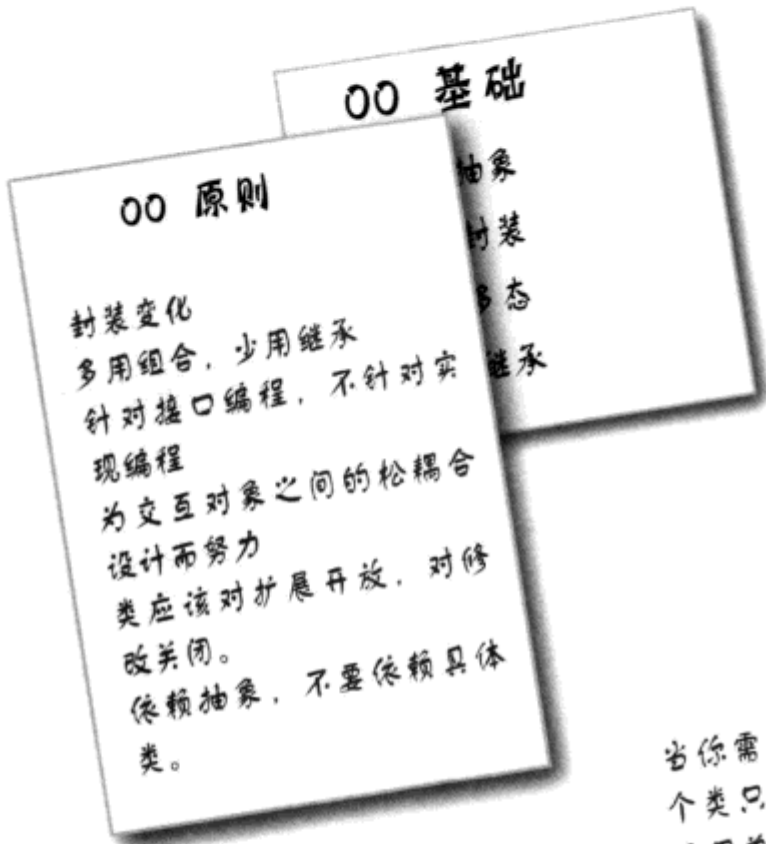 OO 基础
抽象
封装
多态
继承
OO 原则
封装变化
多用组合，少用继承
针对接口编程，不针对实
现编程
为交互对象之间的松耦合
设计而努力
类应该对扩展开放，对修
改关闭。
依赖抽象，不要依赖具体
类。
当你需
个类只